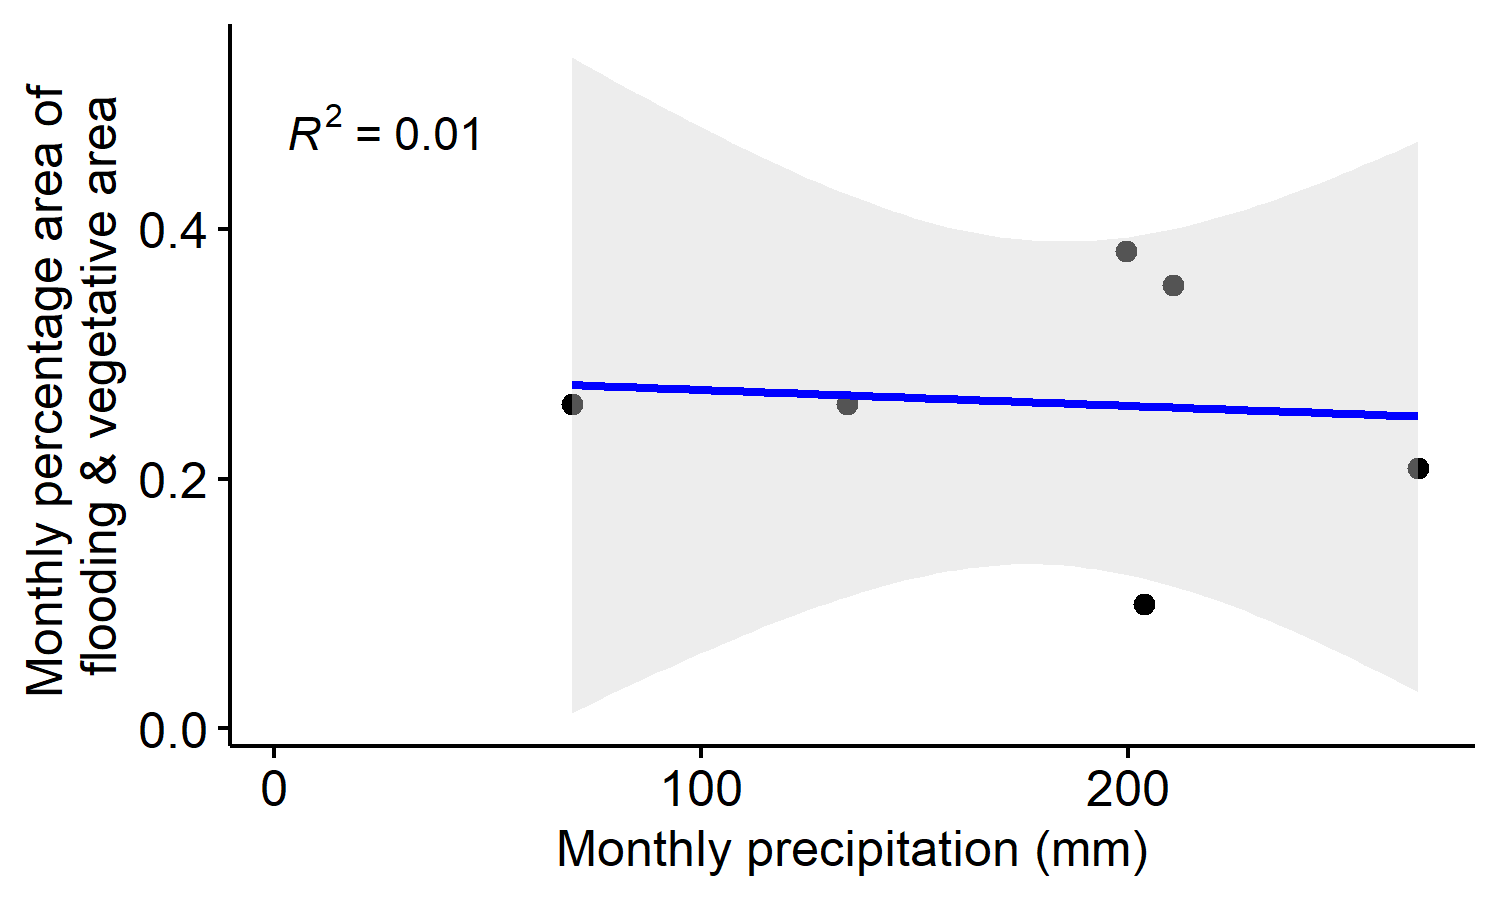 Monthly percentage area of
flooding & vegetative area
R² = 0.01
0.4
0.2
0.0
0
100
200
Monthly precipitation (mm)